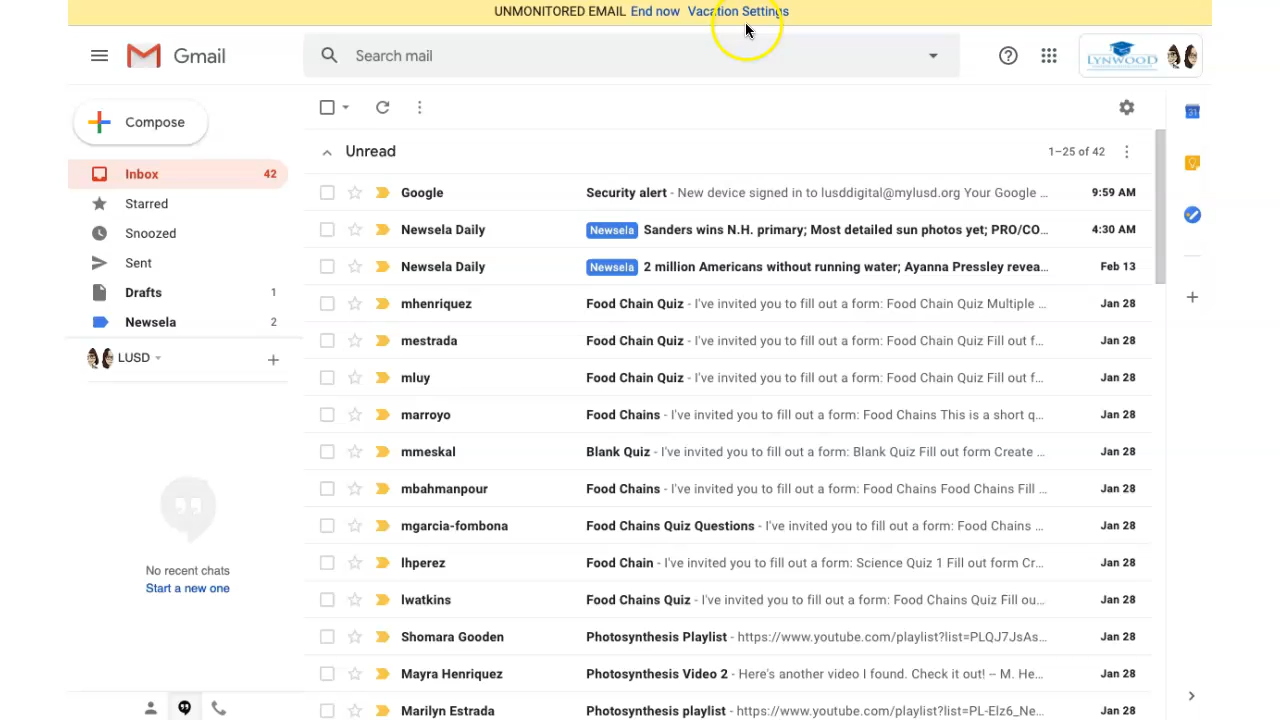 UNMONITORED EMAIL End now Vacation Settings
Gmail
Search mail
LYNWOOD
Compose
Inbox 42
Starred
Snoozed
Sent
Drafts 1
Newsela 2
LUSD
No recent chats
Start a new one
Unread 1–25 of 42
Google Security alert - New device signed in to lusddigital@mylusd.org Your Google ... 9:59 AM
Newsela Daily Newsela Sanders wins N.H. primary; Most detailed sun photos yet; PRO/CO... 4:30 AM
Newsela Daily Newsela 2 million Americans without running water; Ayanna Pressley revea... Feb 13
mhenriquez Food Chain Quiz - I've invited you to fill out a form: Food Chain Quiz Multiple ... Jan 28
mestrada Food Chain Quiz - I've invited you to fill out a form: Food Chain Quiz Fill out f... Jan 28
mluy Food Chain Quiz - I've invited you to fill out a form: Food Chain Quiz Fill out f... Jan 28
marroyo Food Chains - I've invited you to fill out a form: Food Chains This is a short q... Jan 28
mmeskal Blank Quiz - I've invited you to fill out a form: Blank Quiz Fill out form Create ... Jan 28
mbahmanpour Food Chains - I've invited you to fill out a form: Food Chains Food Chains Fill ... Jan 28
mgarcia-fombona Food Chains Quiz Questions - I've invited you to fill out a form: Food Chains ... Jan 28
lhperez Food Chain - I've invited you to fill out a form: Science Quiz 1 Fill out form Cr... Jan 28
lwatkins Food Chains Quiz - I've invited you to fill out a form: Food Chains Quiz Fill ou... Jan 28
Shomara Gooden Photosynthesis Playlist - https://www.youtube.com/playlist?list=PLQJ7JsAs... Jan 28
Mayra Henriquez Photosynthesis Video 2 - Here's another video I found. Check it out! -- M. He... Jan 28
Marilyn Estrada Photosynthesis playlist - https://www.youtube.com/playlist?list=PL-Elz6_Ne... Jan 28
31